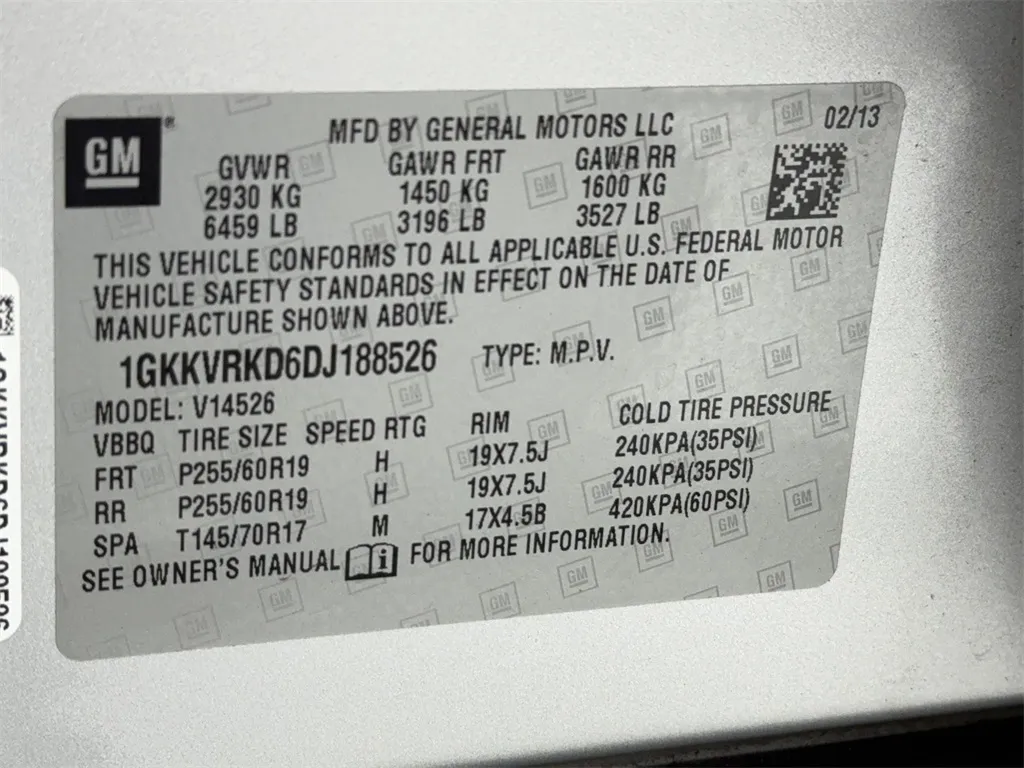 GM
MFD BY GENERAL MOTORS LLC 02/13
GVWR GAWR FRT GAWR RR
2930 KG 1450 KG 1600 KG
6459 LB 3196 LB 3527 LB
THIS VEHICLE CONFORMS TO ALL APPLICABLE U.S. FEDERAL MOTOR
VEHICLE SAFETY STANDARDS IN EFFECT ON THE DATE OF
MANUFACTURE SHOWN ABOVE.
1GKKVRKD6DJ188526 TYPE: M.P.V.
MODEL: V14526
VBBQ TIRE SIZE SPEED RTG RIM COLD TIRE PRESSURE
FRT P255/60R19 H 19X7.5J 240KPA(35PSI)
RR P255/60R19 H 19X7.5J 240KPA(35PSI)
SPA T145/70R17 M 17X4.5B 420KPA(60PSI)
SEE OWNER'S MANUAL i FOR MORE INFORMATION.